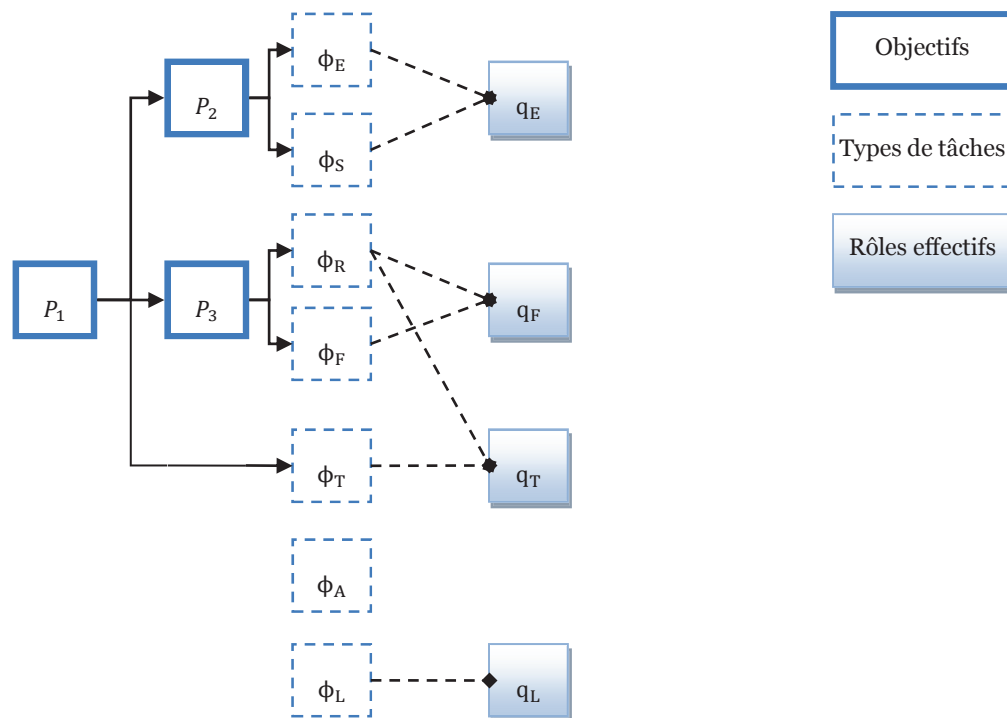 ϕE
Objectifs
P2
qE
ϕS
Types de tâches
ϕR
Rôles effectifs
P1
P3
qF
ϕF
ϕT
qT
ϕA
ϕL
qL